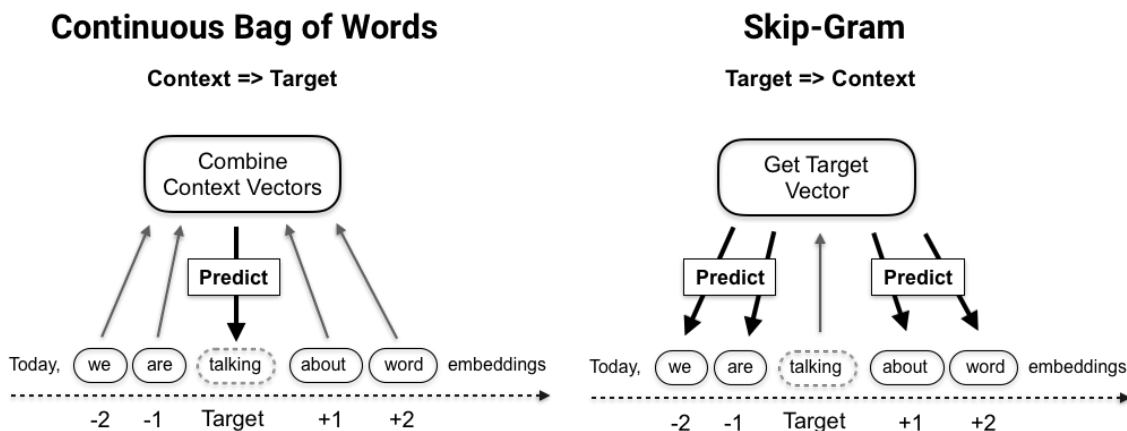 Continuous Bag of Words
Context => Target
Combine
Context Vectors
Predict
Today, we are talking about word embeddings
-2 -1 Target +1 +2
Skip-Gram
Target => Context
Get Target
Vector
Predict Predict
Today, we are talking about word embeddings
-2 -1 Target +1 +2